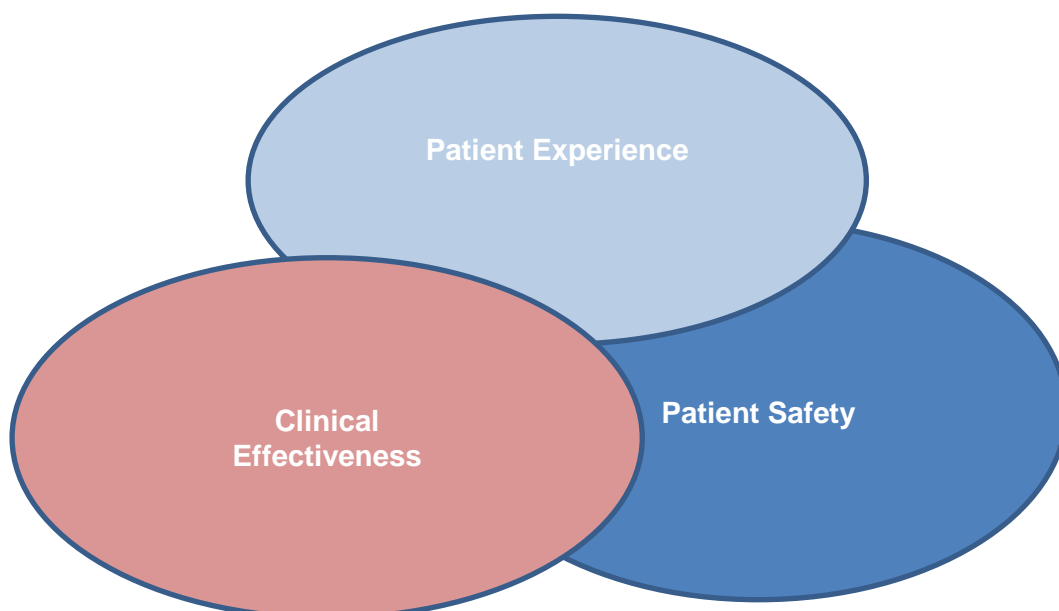 Patient Experience
Clinical
Effectiveness
Patient Safety